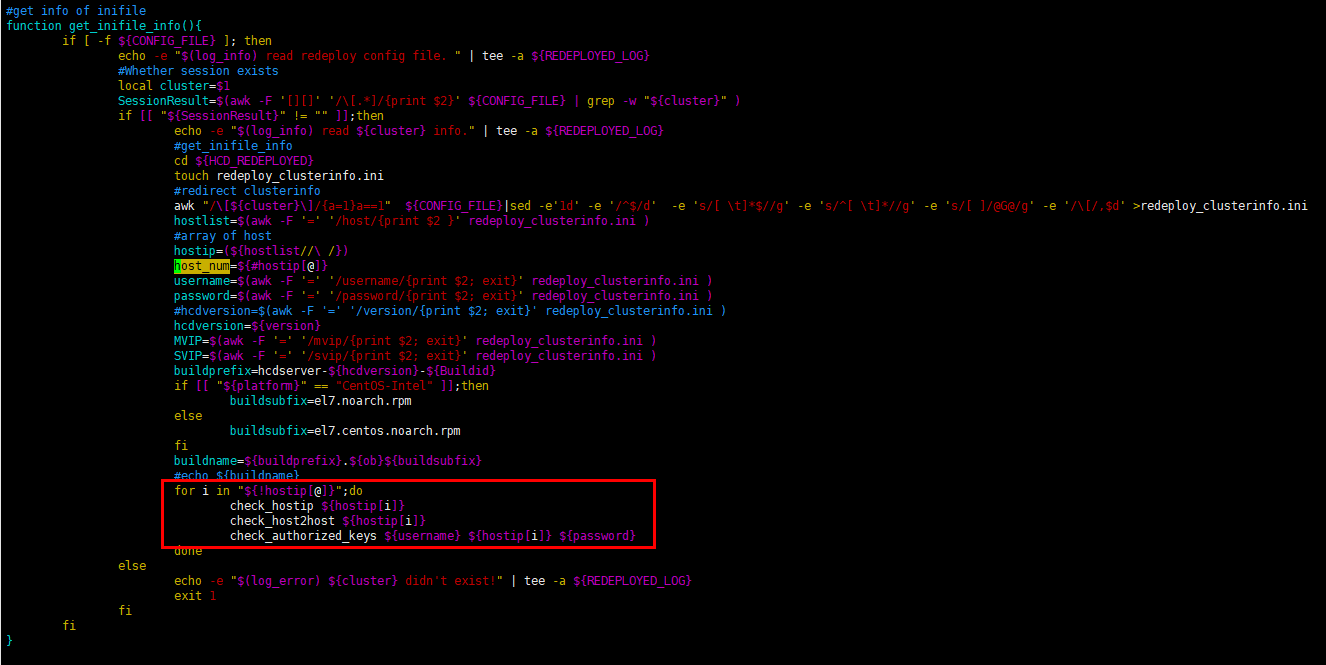 #get info of inifile
function get_inifile_info(){
        if [ -f ${CONFIG_FILE} ]; then
                echo -e "$(log_info) read redeploy config file. " | tee -a ${REDEPLOYED_LOG}
                #Whether session exists
                local cluster=$1
                SessionResult=$(awk -F '[][]' '/\[.*]/{print $2}' ${CONFIG_FILE} | grep -w "${cluster}" )
                if [[ "${SessionResult}" != "" ]];then
                        echo -e "$(log_info) read ${cluster} info." | tee -a ${REDEPLOYED_LOG}
                        #get_inifile_info
                        cd ${HCD_REDEPLOYED}
                        touch redeploy_clusterinfo.ini
                        #redirect clusterinfo
                        awk "/\[${cluster}\]/{a=1}a==1"  ${CONFIG_FILE}|sed -e'1d' -e '/^$/d'  -e 's/[ \t]*$//g' -e 's/^[ \t]*//g' -e 's/[ ]/@G@/g' -e '/\[/,$d' >redeploy_clusterinfo.ini
                        hostlist=$(awk -F '=' '/host/{print $2 }' redeploy_clusterinfo.ini )
                        #array of host
                        hostip=(${hostlist//\ /})
                        host_num=${#hostip[@]}
                        username=$(awk -F '=' '/username/{print $2; exit}' redeploy_clusterinfo.ini )
                        password=$(awk -F '=' '/password/{print $2; exit}' redeploy_clusterinfo.ini )
                        #hcdversion=$(awk -F '=' '/version/{print $2; exit}' redeploy_clusterinfo.ini )
                        hcdversion=${version}
                        MVIP=$(awk -F '=' '/mvip/{print $2; exit}' redeploy_clusterinfo.ini )
                        SVIP=$(awk -F '=' '/svip/{print $2; exit}' redeploy_clusterinfo.ini )
                        buildprefix=hcdserver-${hcdversion}-${Buildid}
                        if [[ "${platform}" == "CentOS-Intel" ]];then
                                buildsubfix=el7.noarch.rpm
                        else
                                buildsubfix=el7.centos.noarch.rpm
                        fi
                        buildname=${buildprefix}.${ob}${buildsubfix}
                        #echo ${buildname}
                        for i in "${!hostip[@]}";do
                                check_hostip ${hostip[i]}
                                check_host2host ${hostip[i]}
                                check_authorized_keys ${username} ${hostip[i]} ${password}
                        done
                else
                        echo -e "$(log_error) ${cluster} didn't exist!" | tee -a ${REDEPLOYED_LOG}
                        exit 1
                fi
        fi
}